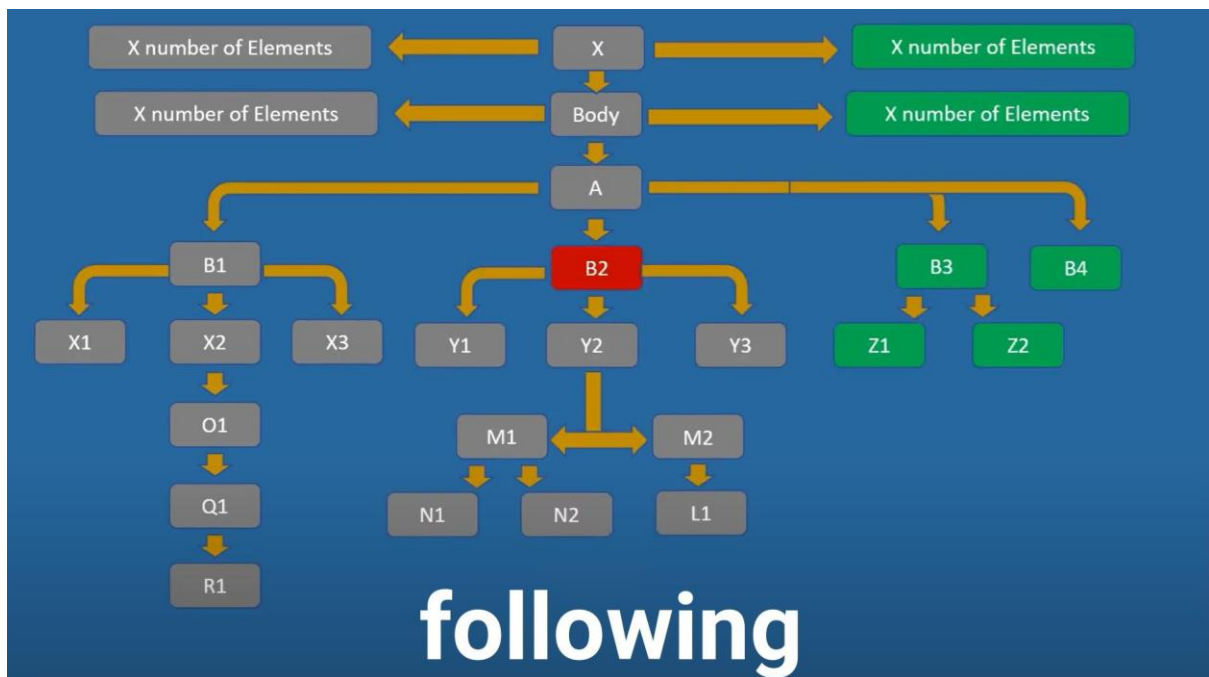 X number of Elements
X
X number of Elements
X number of Elements
Body
X number of Elements
A
B1
B2
B3
B4
X1
X2
X3
Y1
Y2
Y3
Z1
Z2
O1
M1
M2
Q1
N1
N2
L1
R1
following